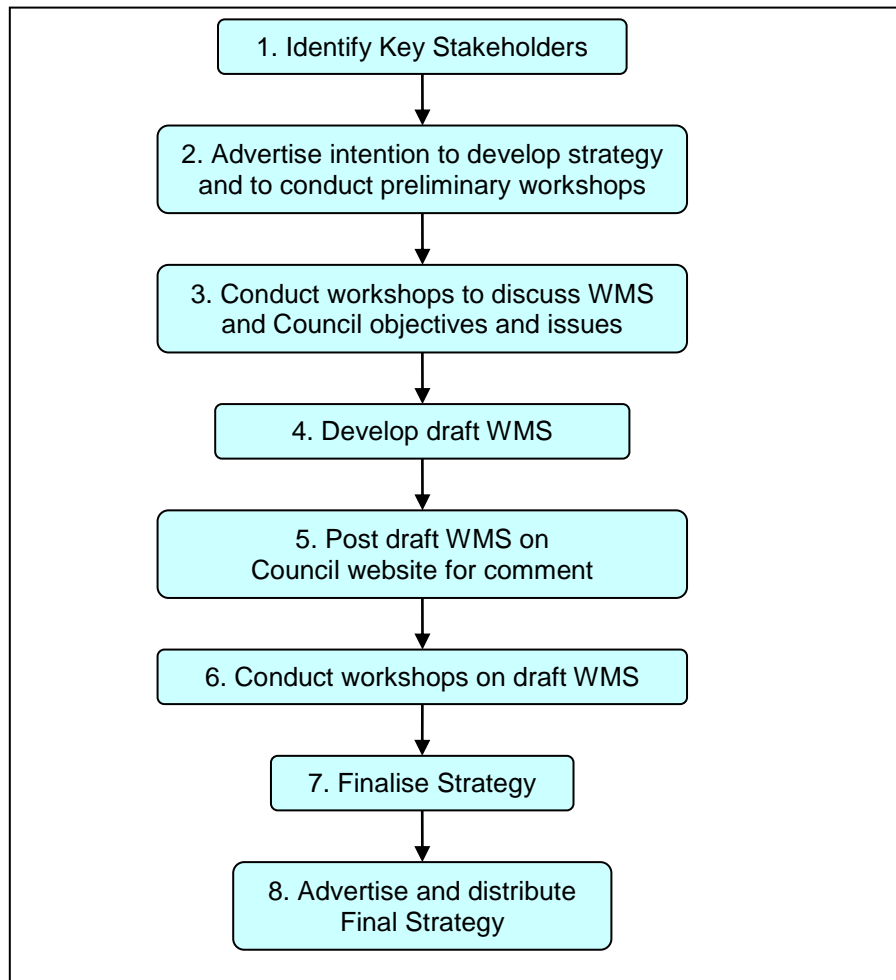 1. Identify Key Stakeholders
2. Advertise intention to develop strategy
and to conduct preliminary workshops
3. Conduct workshops to discuss WMS
and Council objectives and issues
4. Develop draft WMS
5. Post draft WMS on
Council website for comment
6. Conduct workshops on draft WMS
7. Finalise Strategy
8. Advertise and distribute
Final Strategy